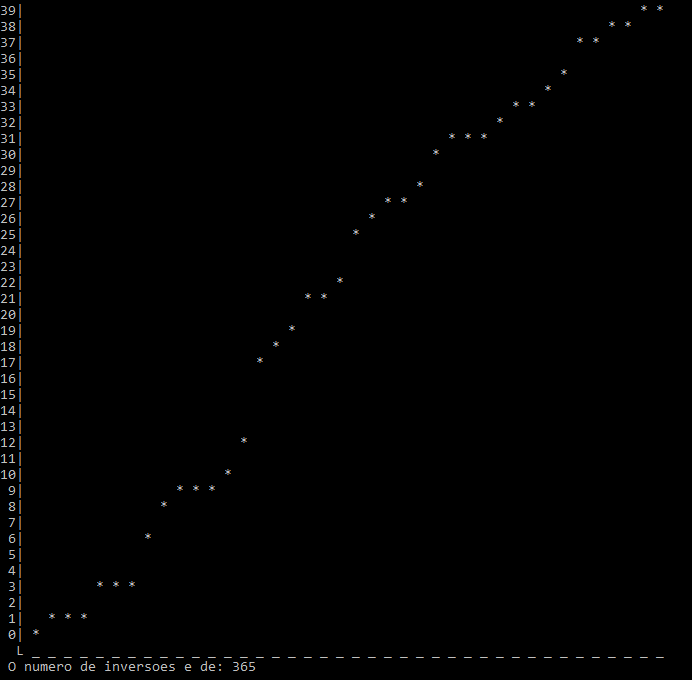 39| * *
38| * *
37| * *
36|
35| *
34| *
33| * *
32| *
31| * * *
30| *
29|
28| *
27| * *
26| *
25| *
24|
23|
22| *
21| * *
20|
19| *
18| *
17| *
16|
15|
14|
13|
12| *
11|
10| *
9| * * *
8| *
7|
6| *
5|
4|
3| * * *
2|
1| * * *
0| *
└ _ _ _ _ _ _ _ _ _ _ _ _ _ _ _ _ _ _ _ _ _ _ _ _ _ _ _ _ _ _ _ _ _ _ _ _ _ _ _ _
O numero de inversoes e de: 365